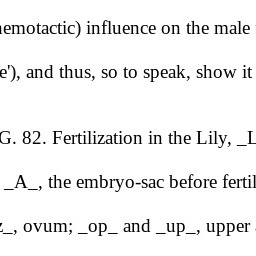 emotactic) influence on the male
e'), and thus, so to speak, show it
G. 82. Fertilization in the Lily, _L
_A_, the embryo-sac before fertil
z_, ovum; _op_ and _up_, upper